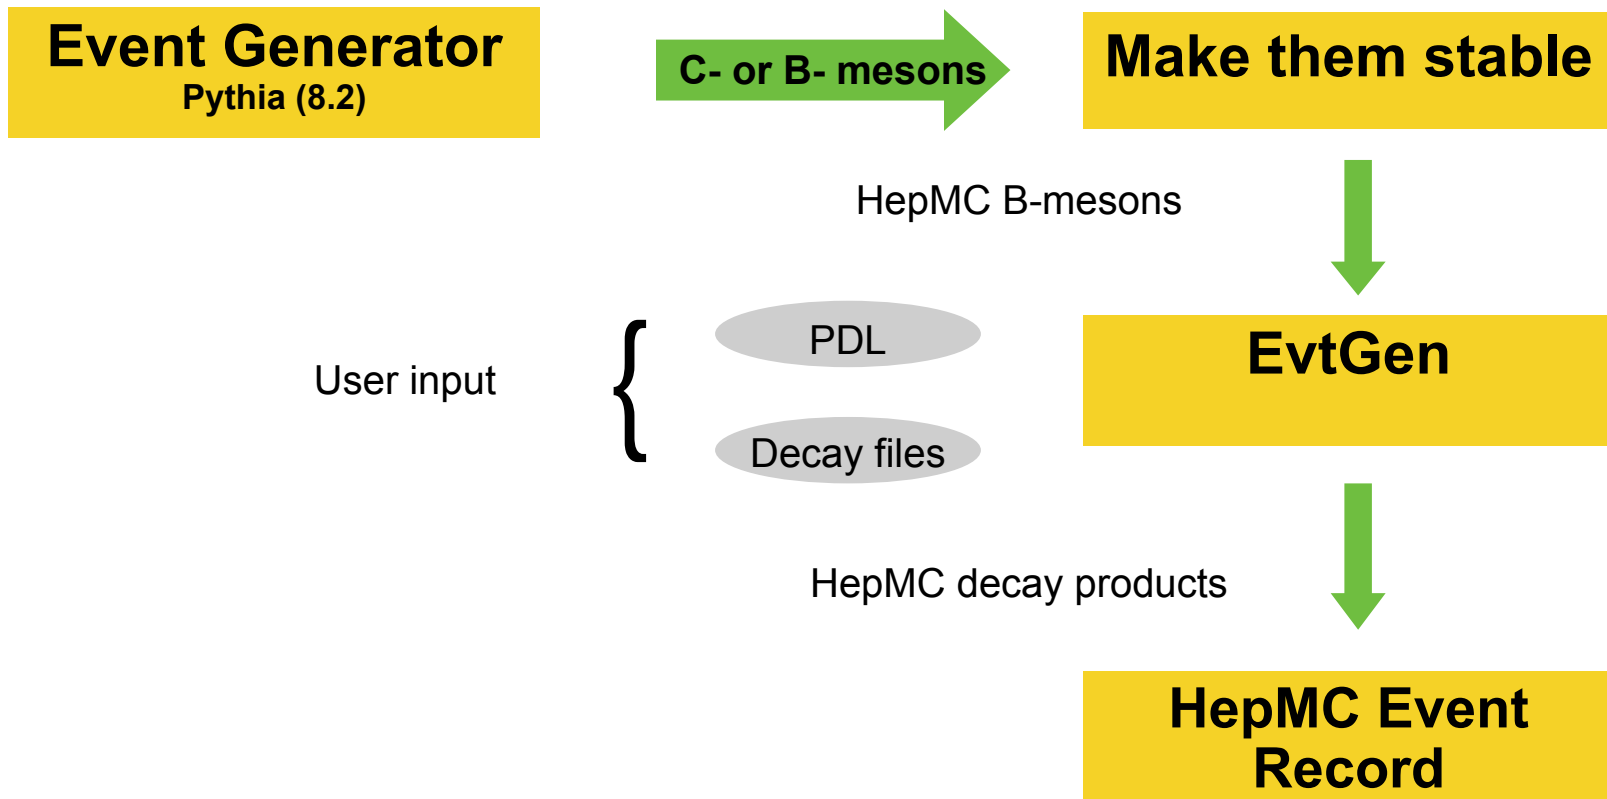 Event Generator
Pythia (8.2)
C- or B- mesons
Make them stable
HepMC B-mesons
User input
{
PDL
Decay files
EvtGen
HepMC decay products
HepMC Event
Record